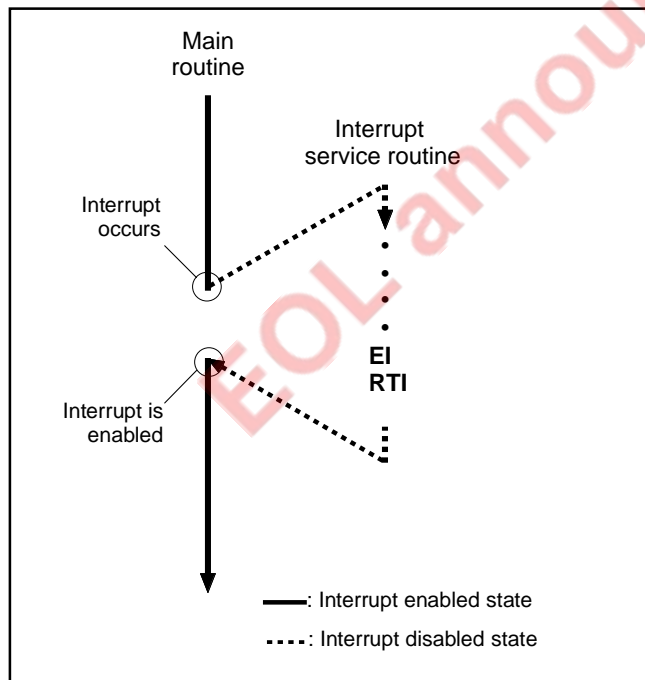 Main
routine
Interrupt
service routine
Interrupt
occurs
EI
RTI
Interrupt is
enabled
: Interrupt enabled state
: Interrupt disabled state
EOL